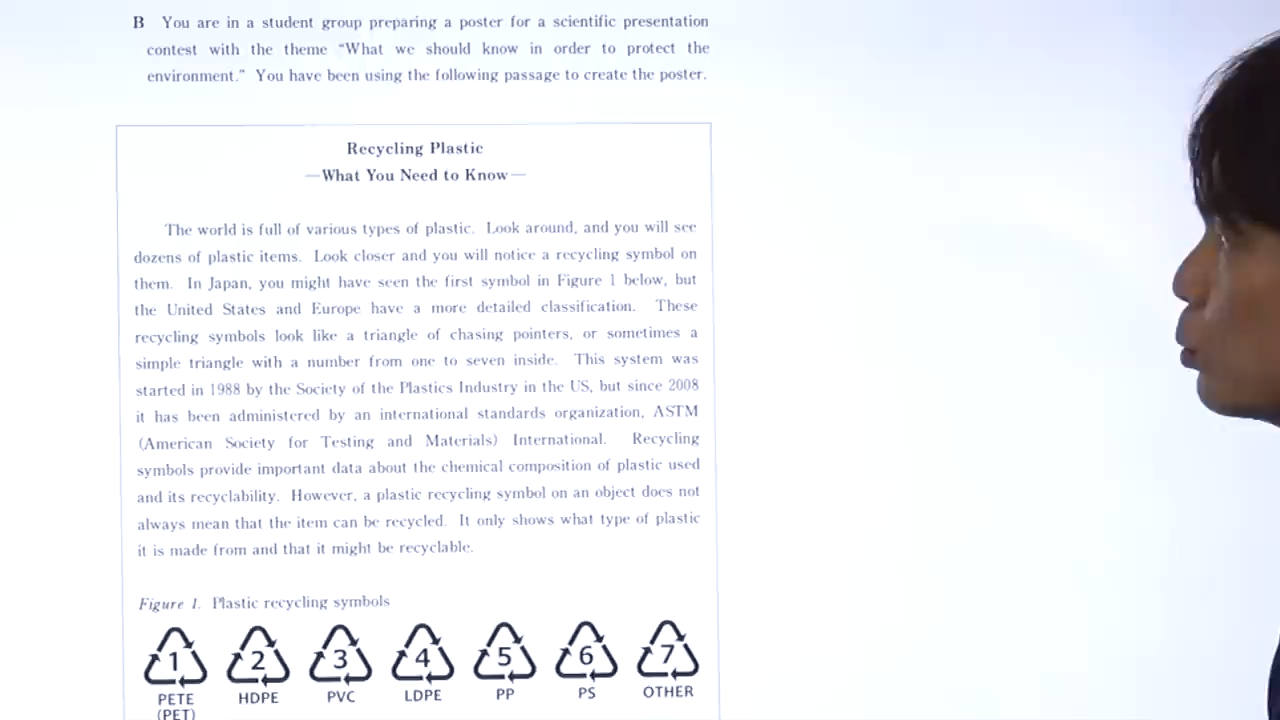 B You are in a student group preparing a poster for a scientific presentation
contest with the theme "What we should know in order to protect the
environment." You have been using the following passage to create the poster.
Recycling Plastic
—What You Need to Know—
The world is full of various types of plastic. Look around, and you will see
dozens of plastic items. Look closer and you will notice a recycling symbol on
them. In Japan, you might have seen the first symbol in Figure 1 below, but
the United States and Europe have a more detailed classification. These
recycling symbols look like a triangle of chasing pointers, or sometimes a
simple triangle with a number from one to seven inside. This system was
started in 1988 by the Society of the Plastics Industry in the US, but since 2008
it has been administered by an international standards organization, ASTM
(American Society for Testing and Materials) International. Recycling
symbols provide important data about the chemical composition of plastic used
and its recyclability. However, a plastic recycling symbol on an object does not
always mean that the item can be recycled. It only shows what type of plastic
it is made from and that it might be recyclable.
Figure 1. Plastic recycling symbols
1 2 3 4 5 6 7
PETE HDPE PVC LDPE PP PS OTHER
(PET)